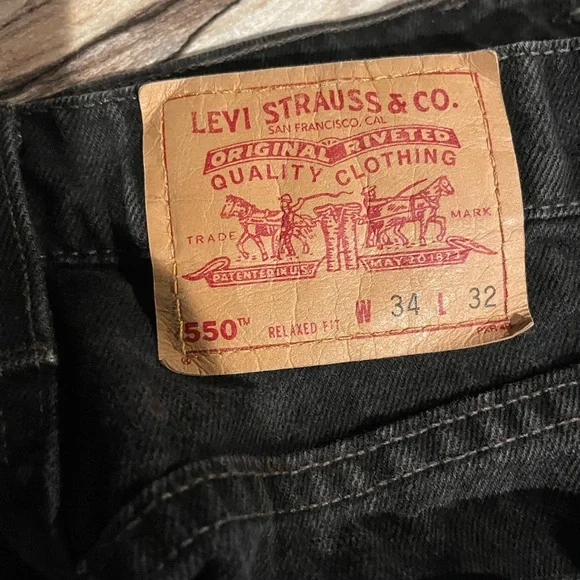 LEVI STRAUSS & CO.
SAN FRANCISCO, CAL
ORIGINAL RIVETED
QUALITY CLOTHING
TRADE MARK
PATENTED IN U.S. MAY 20 1873
550™ RELAXED FIT W 34 L 32